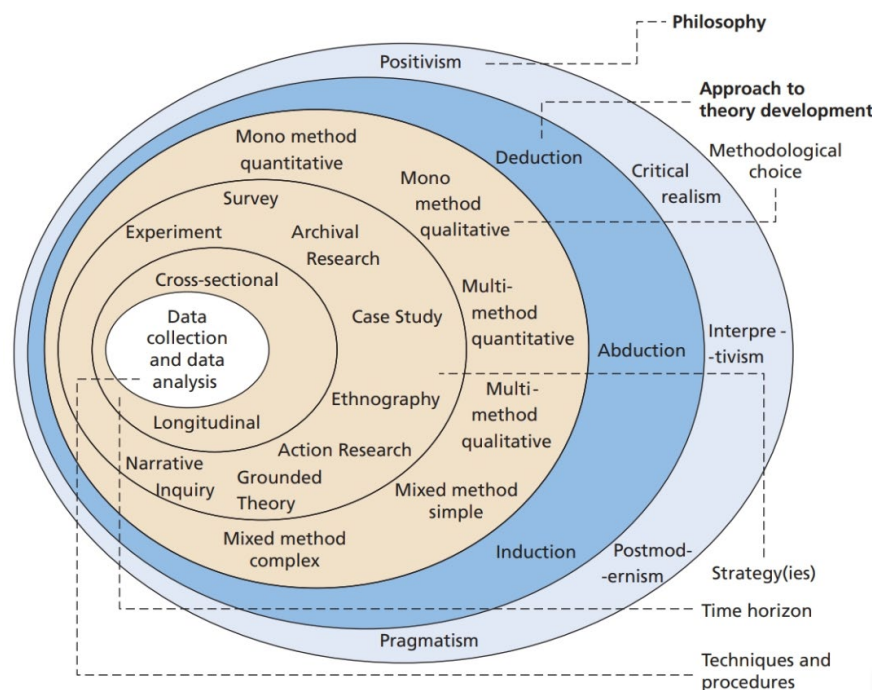 Philosophy
Positivism
Approach to
theory development
Mono method
quantitative
Deduction
Methodological
choice
Critical
realism
Mono
method
qualitative
Survey
Experiment
Archival
Research
Cross-sectional
Multi-
method
quantitative
Data
collection
and data
analysis
Case Study
Abduction
Interpre -
-tivism
Ethnography
Multi-
method
qualitative
Longitudinal
Action Research
Narrative
Inquiry
Grounded
Theory
Mixed method
simple
Mixed method
complex
Induction
Postmod-
-ernism
Strategy(ies)
Time horizon
Pragmatism
Techniques and
procedures